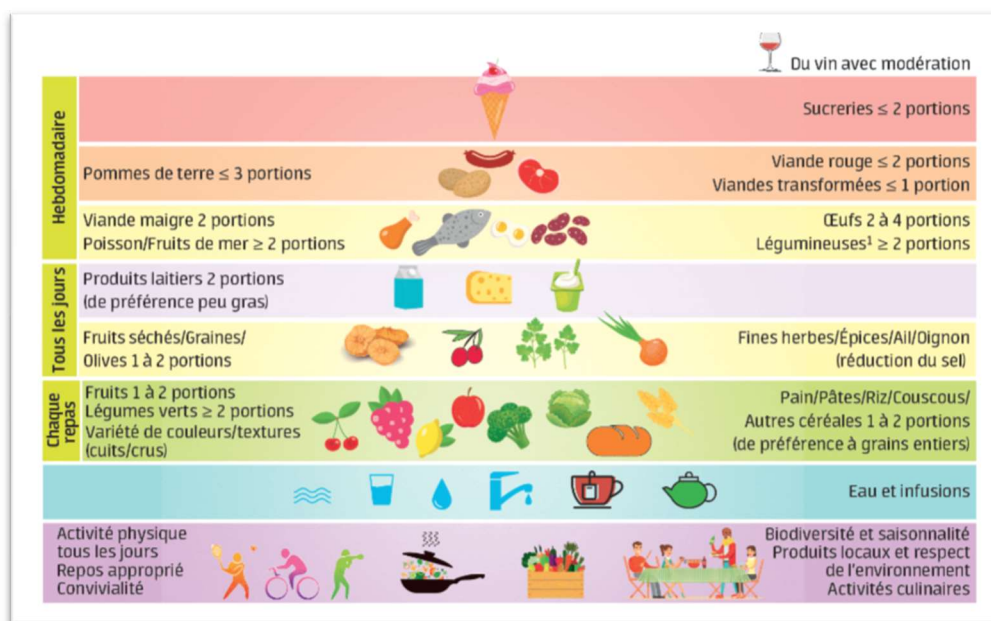 Du vin avec modération
Hebdomadaire
Sucreries ≤ 2 portions
Pommes de terre ≤ 3 portions
Viande rouge ≤ 2 portions
Viandes transformées ≤ 1 portion
Viande maigre 2 portions
Poisson/Fruits de mer ≥ 2 portions
Œufs 2 à 4 portions
Légumineuses¹ ≥ 2 portions
Tous les jours
Produits laitiers 2 portions
(de préférence peu gras)
Fruits séchés/Graines/
Olives 1 à 2 portions
Fines herbes/Épices/Ail/Oignon
(réduction du sel)
Chaque
repas
Fruits 1 à 2 portions
Légumes verts ≥ 2 portions
Variété de couleurs/textures
(cuits/crus)
Pain/Pâtes/Riz/Couscous/
Autres céréales 1 à 2 portions
(de préférence à grains entiers)
Eau et infusions
Activité physique
tous les jours
Repos approprié
Convivialité
Biodiversité et saisonnalité
Produits locaux et respect
de l'environnement
Activités culinaires